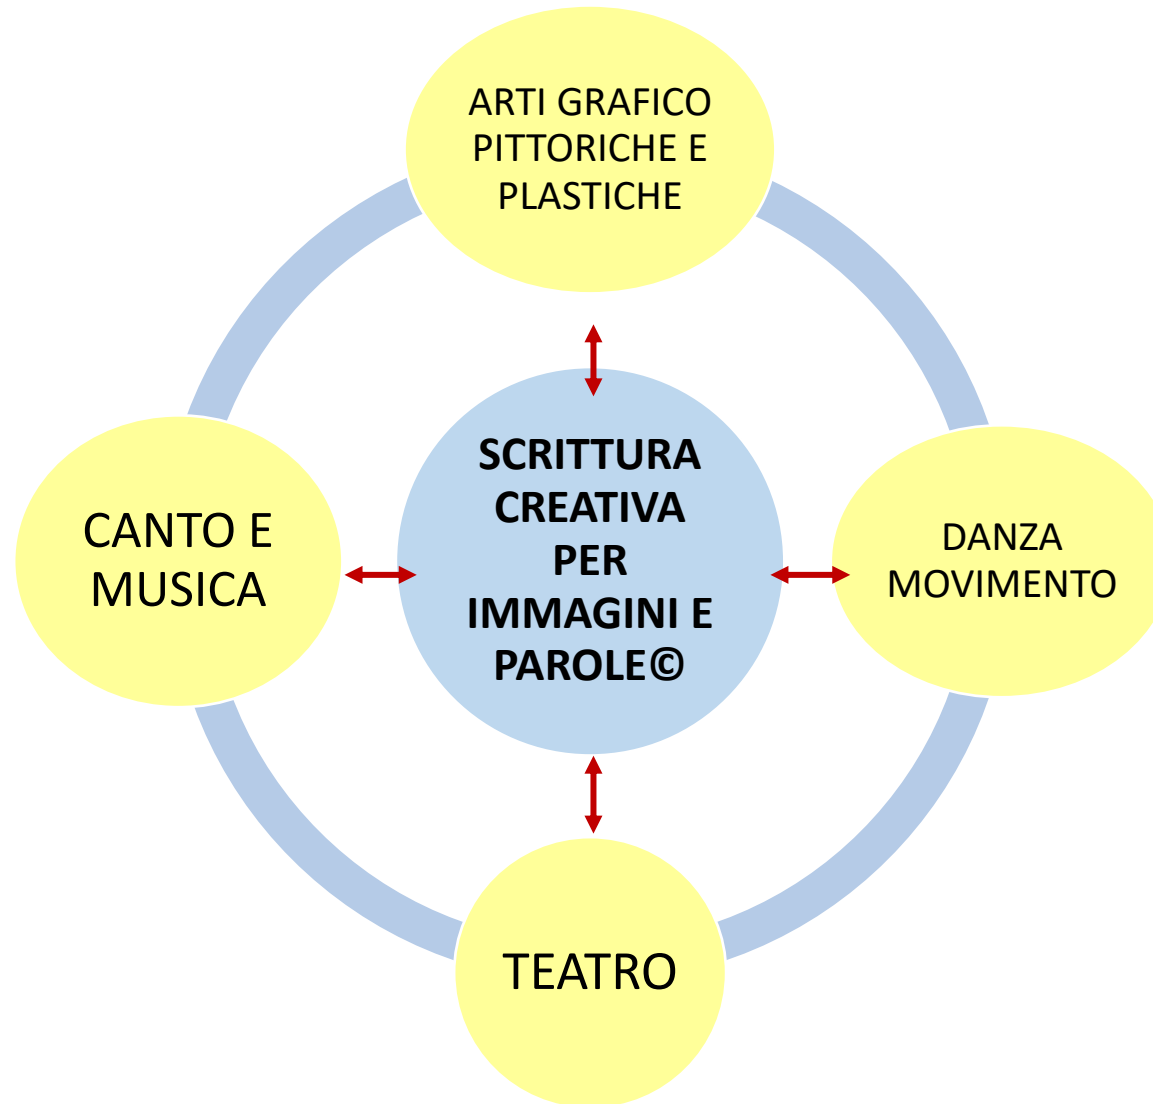 ARTI GRAFICO
PITTORICHE E
PLASTICHE
CANTO E
MUSICA
SCRITTURA
CREATIVA
PER
IMMAGINI E
PAROLE©
DANZA
MOVIMENTO
TEATRO